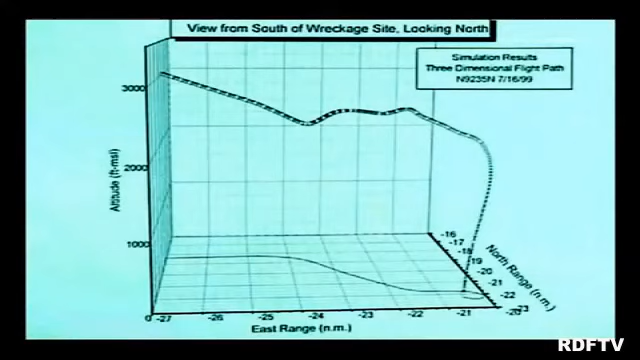 View from South of Wreckage Site, Looking North
Simulation Results
Three Dimensional Flight Path
N9235N 7/16/99
3000
2000
1000
0
Altitude (ft-msl)
-27
-26
-25
-24
-23
-22
-21
East Range (n.m.)
-16
-17
-18
-19
-20
-21
-22
-23
North Range (n.m.)
RDFTV